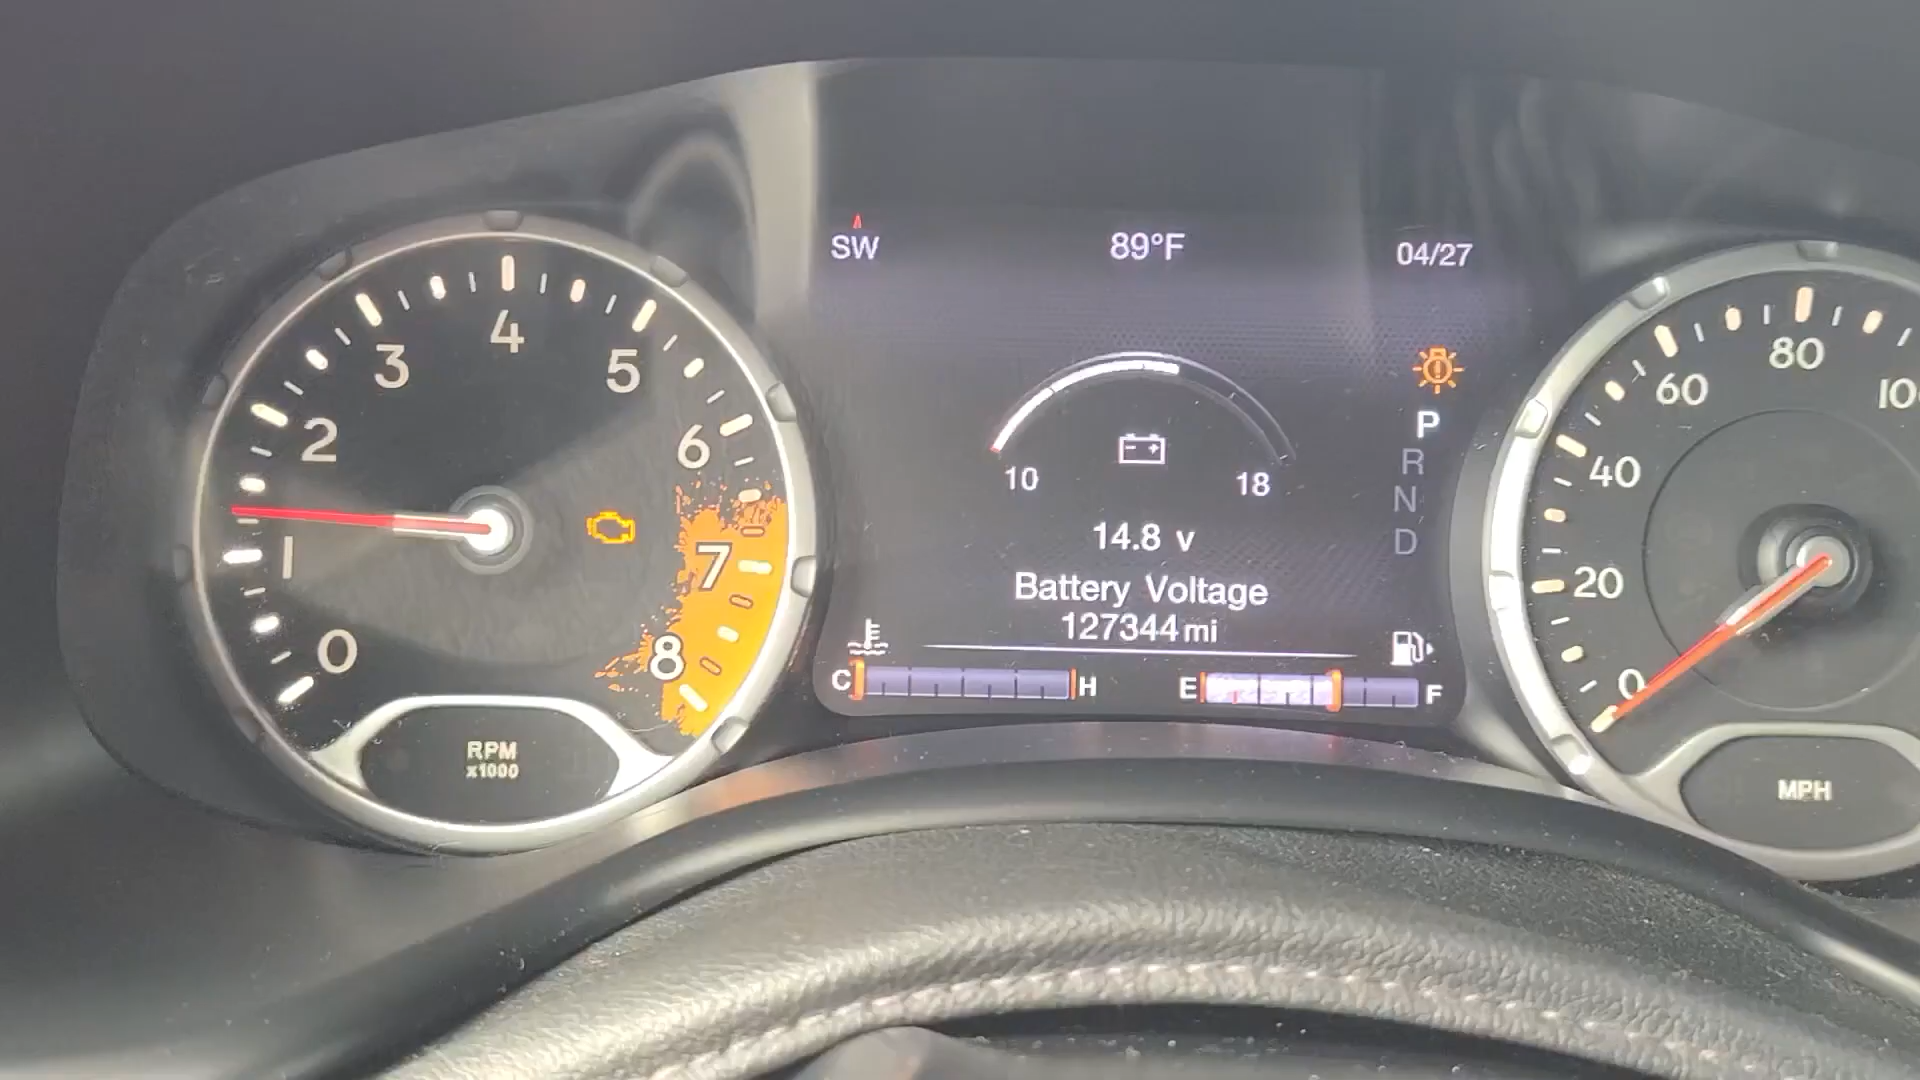 SW 89°F 04/27
0 1 2 3 4 5 6 7 8
RPM
x1000
10 18
14.8 v
Battery Voltage
127344 mi
C H E F
P
R
N
D
0 20 40 60 80
MPH